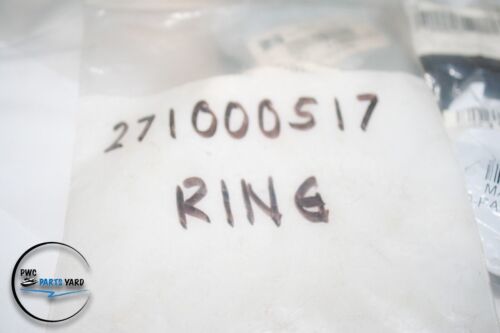 271000517
RING
PWC
PARTS YARD